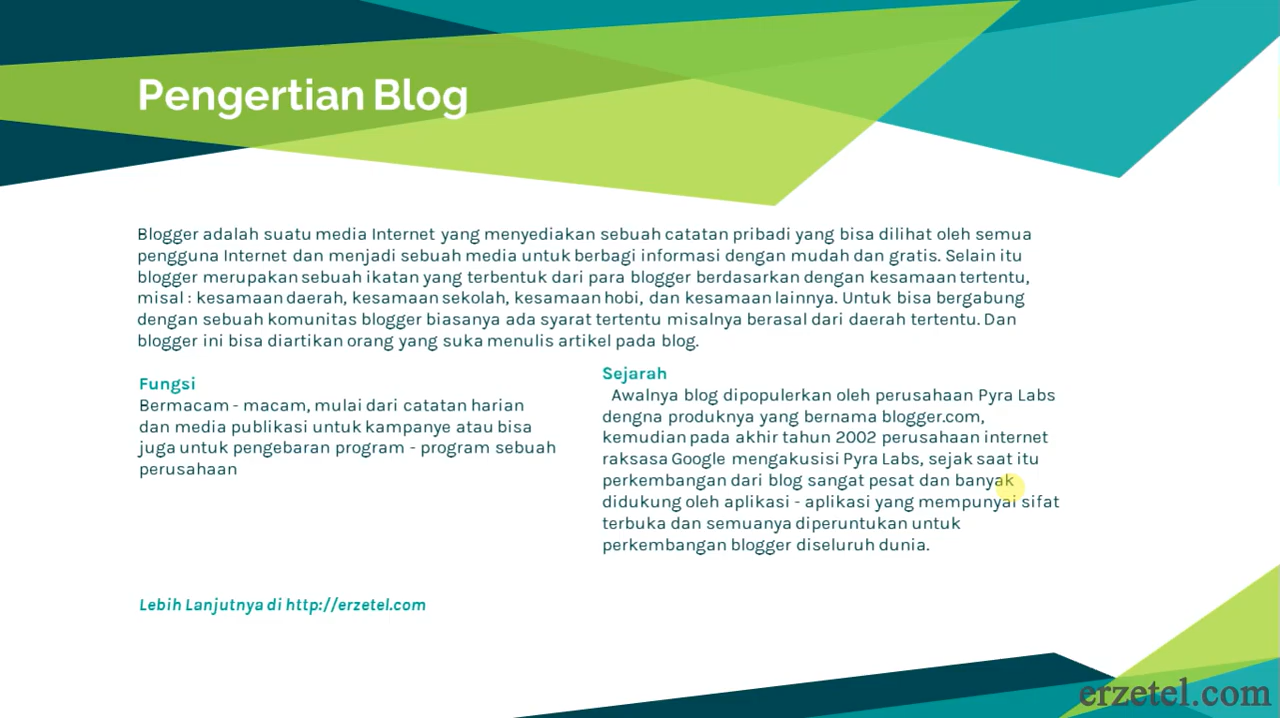 Pengertian Blog
Blogger adalah suatu media Internet yang menyediakan sebuah catatan pribadi yang bisa dilihat oleh semua
pengguna Internet dan menjadi sebuah media untuk berbagi informasi dengan mudah dan gratis. Selain itu
blogger merupakan sebuah ikatan yang terbentuk dari para blogger berdasarkan dengan kesamaan tertentu,
misal : kesamaan daerah, kesamaan sekolah, kesamaan hobi, dan kesamaan lainnya. Untuk bisa bergabung
dengan sebuah komunitas blogger biasanya ada syarat tertentu misalnya berasal dari daerah tertentu. Dan
blogger ini bisa diartikan orang yang suka menulis artikel pada blog.
Fungsi
Bermacam - macam, mulai dari catatan harian
dan media publikasi untuk kampanye atau bisa
juga untuk pengebaran program - program sebuah
perusahaan
Sejarah
Awalnya blog dipopulerkan oleh perusahaan Pyra Labs
dengna produknya yang bernama blogger.com,
kemudian pada akhir tahun 2002 perusahaan internet
raksasa Google mengakusisi Pyra Labs, sejak saat itu
perkembangan dari blog sangat pesat dan banyak
didukung oleh aplikasi - aplikasi yang mempunyai sifat
terbuka dan semuanya diperuntukan untuk
perkembangan blogger diseluruh dunia.
Lebih Lanjutnya di http://erzetel.com
erzetel.com